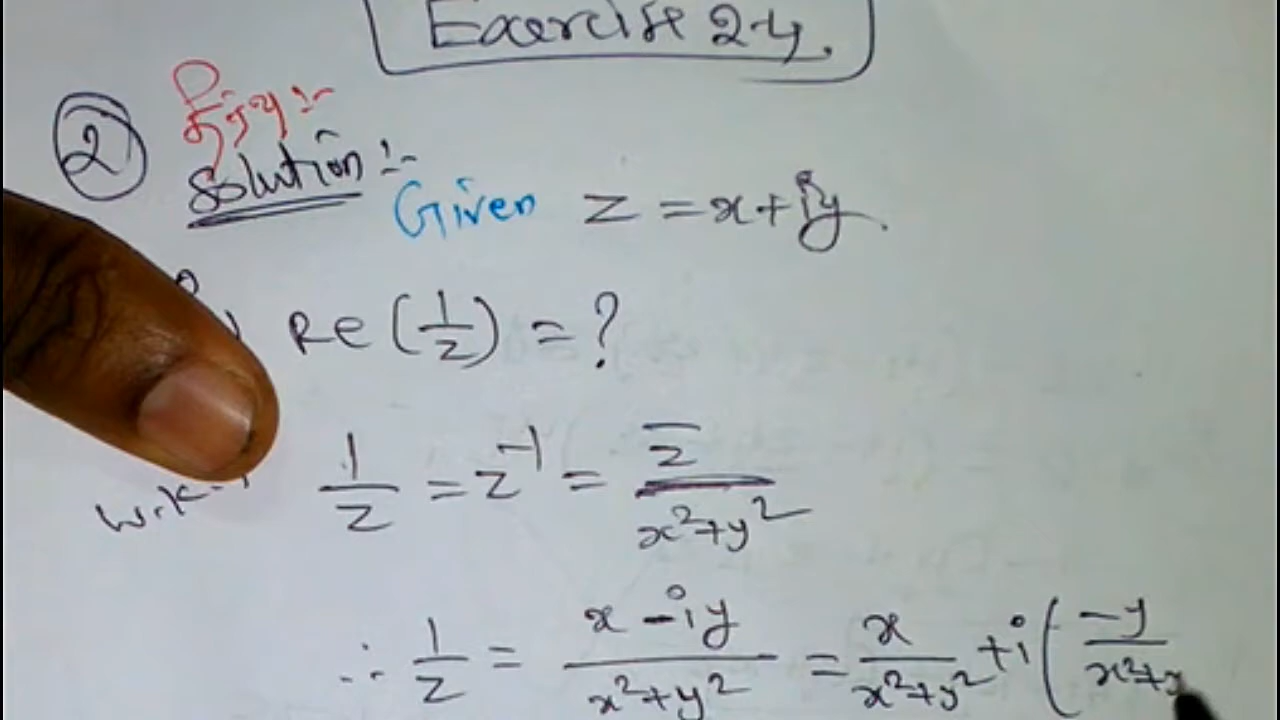 Exercise 2.4.
②
தீர்வு :-
Solution :- Given z = x + iy.
Re(1/z) = ?
w.k.t 1/z = z⁻¹ = z̅/(x²+y²)
∴ 1/z = (x - iy)/(x²+y²) = x/(x²+y²) + i(-y/(x²+y